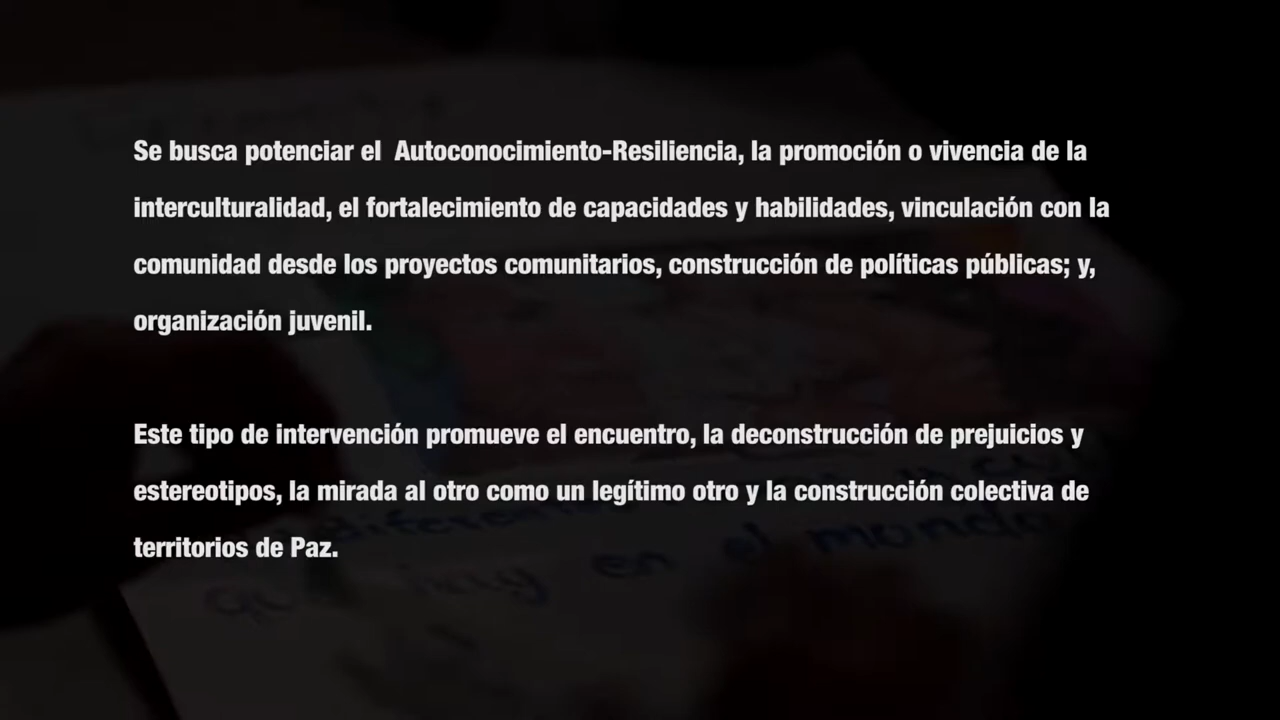 Se busca potenciar el  Autoconocimiento-Resiliencia, la promoción o vivencia de la
interculturalidad, el fortalecimiento de capacidades y habilidades, vinculación con la
comunidad desde los proyectos comunitarios, construcción de políticas públicas; y,
organización juvenil.
Este tipo de intervención promueve el encuentro, la deconstrucción de prejuicios y
estereotipos, la mirada al otro como un legítimo otro y la construcción colectiva de
territorios de Paz.
en el mundo